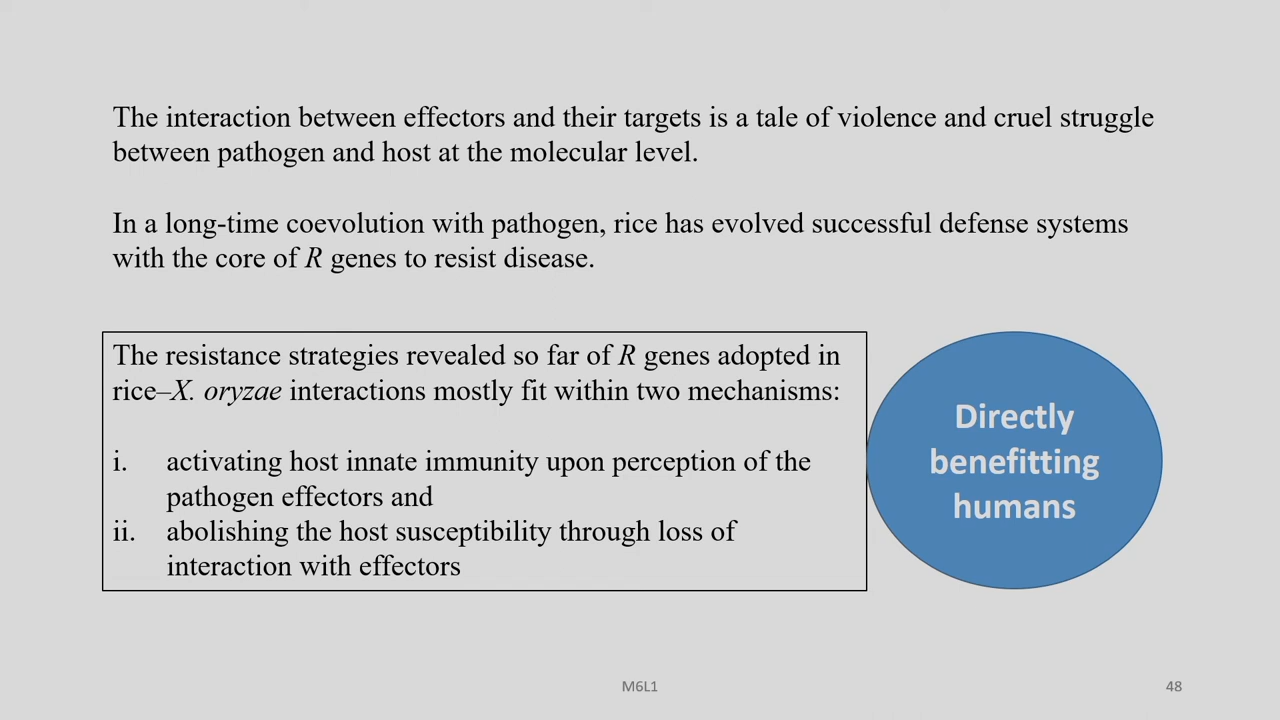 The interaction between effectors and their targets is a tale of violence and cruel struggle
between pathogen and host at the molecular level.
In a long-time coevolution with pathogen, rice has evolved successful defense systems
with the core of R genes to resist disease.
The resistance strategies revealed so far of R genes adopted in
rice–X. oryzae interactions mostly fit within two mechanisms:
i. activating host innate immunity upon perception of the
pathogen effectors and
ii. abolishing the host susceptibility through loss of
interaction with effectors
Directly
benefitting
humans
M6L1
48